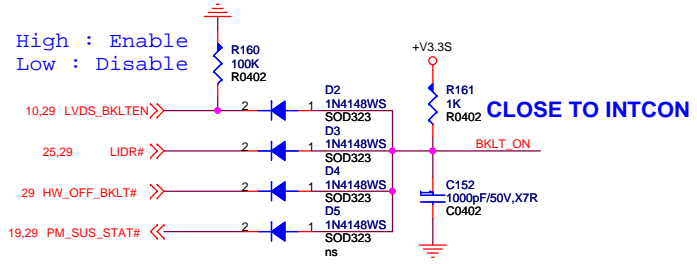 High : Enable
Low : Disable
R160
100K
R0402
+V3.3S
R161
1K
R0402
CLOSE TO INTCON
10,29 LVDS_BKLTEN
2
1
D2
1N4148WS
SOD323
25,29 LIDR#
2
1
D3
1N4148WS
SOD323
BKLT_ON
29 HW_OFF_BKLT#
2
1
D4
1N4148WS
SOD323
C152
1000pF/50V,X7R
C0402
19,29 PM_SUS_STAT#
2
1
D5
1N4148WS
SOD323
ns